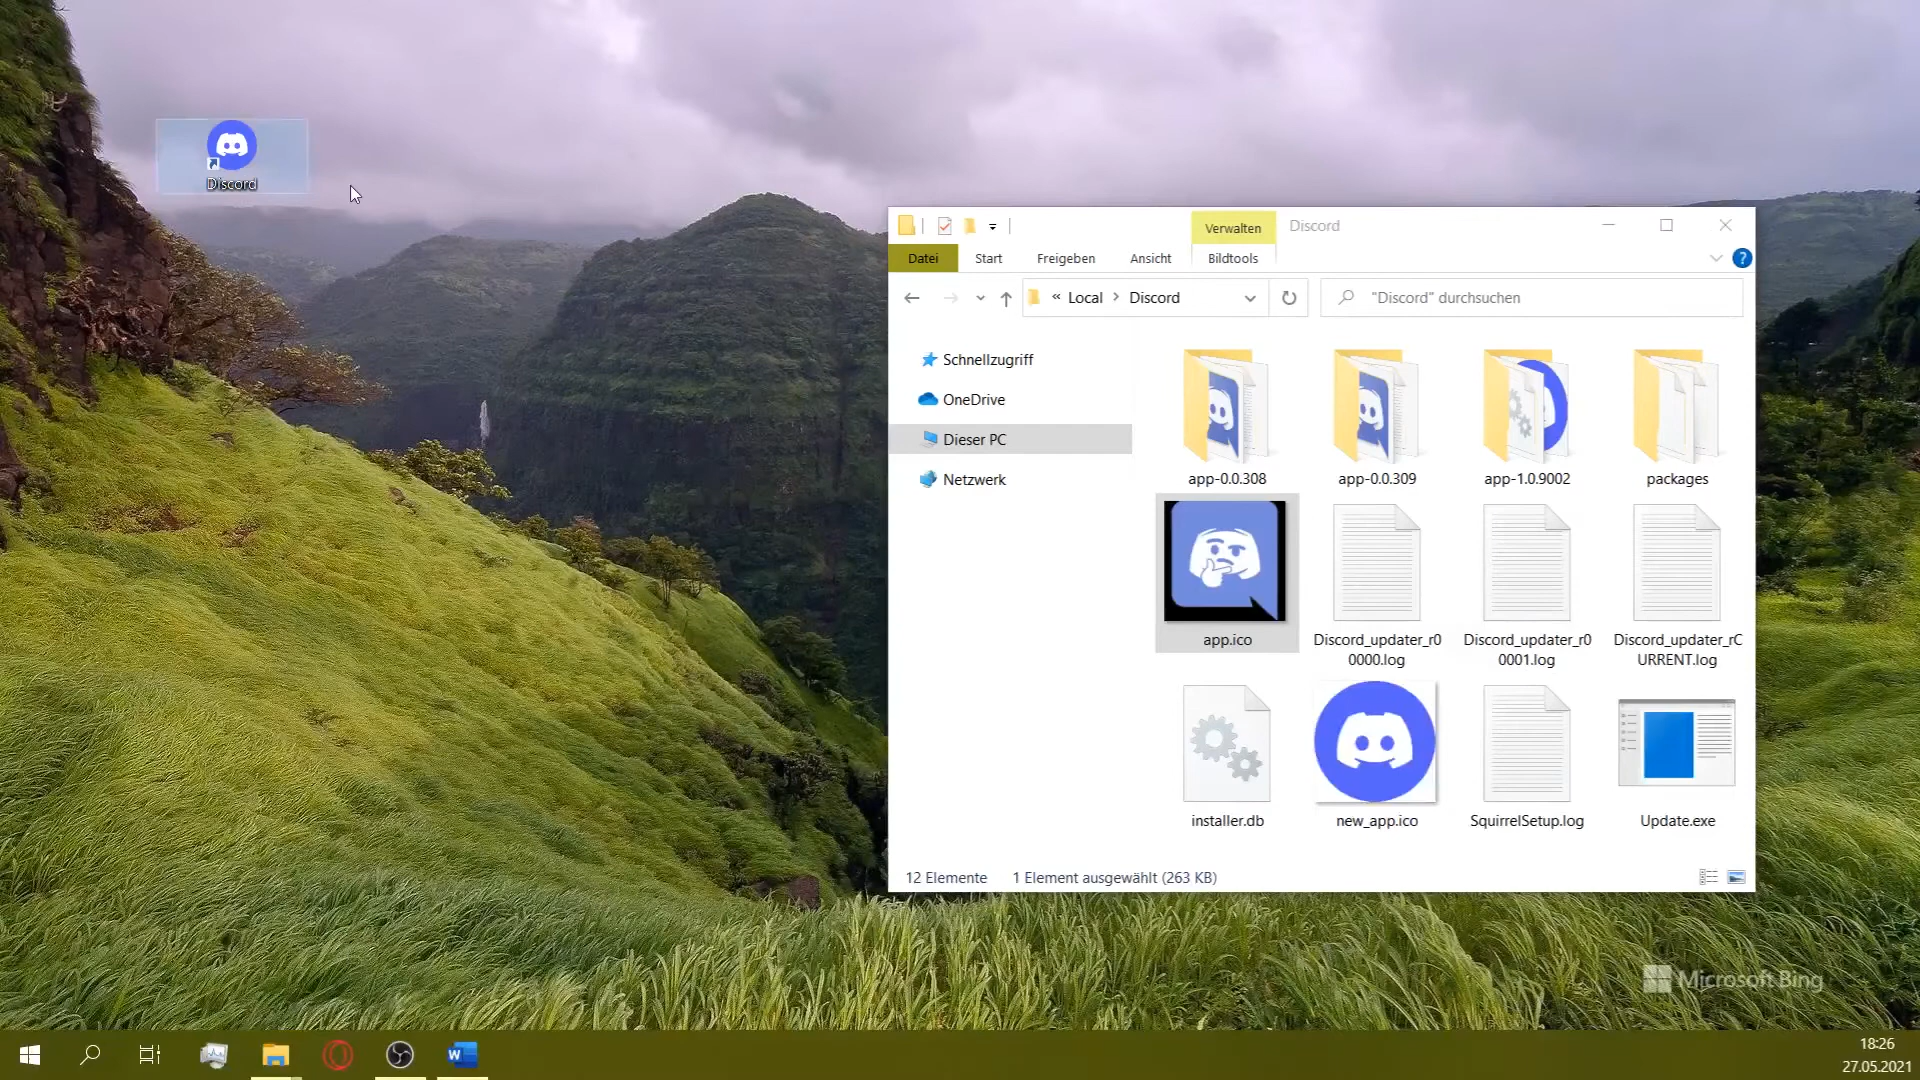 Discord
Verwalten
Discord
Datei
Start
Freigeben
Ansicht
Bildtools
?
« Local > Discord
"Discord" durchsuchen
Schnellzugriff
OneDrive
Dieser PC
Netzwerk
app-0.0.308
app-0.0.309
app-1.0.9002
packages
app.ico
Discord_updater_r0
0000.log
Discord_updater_r0
0001.log
Discord_updater_rC
URRENT.log
installer.db
new_app.ico
SquirrelSetup.log
Update.exe
12 Elemente
1 Element ausgewählt (263 KB)
Microsoft Bing
W
18:26
27.05.2021